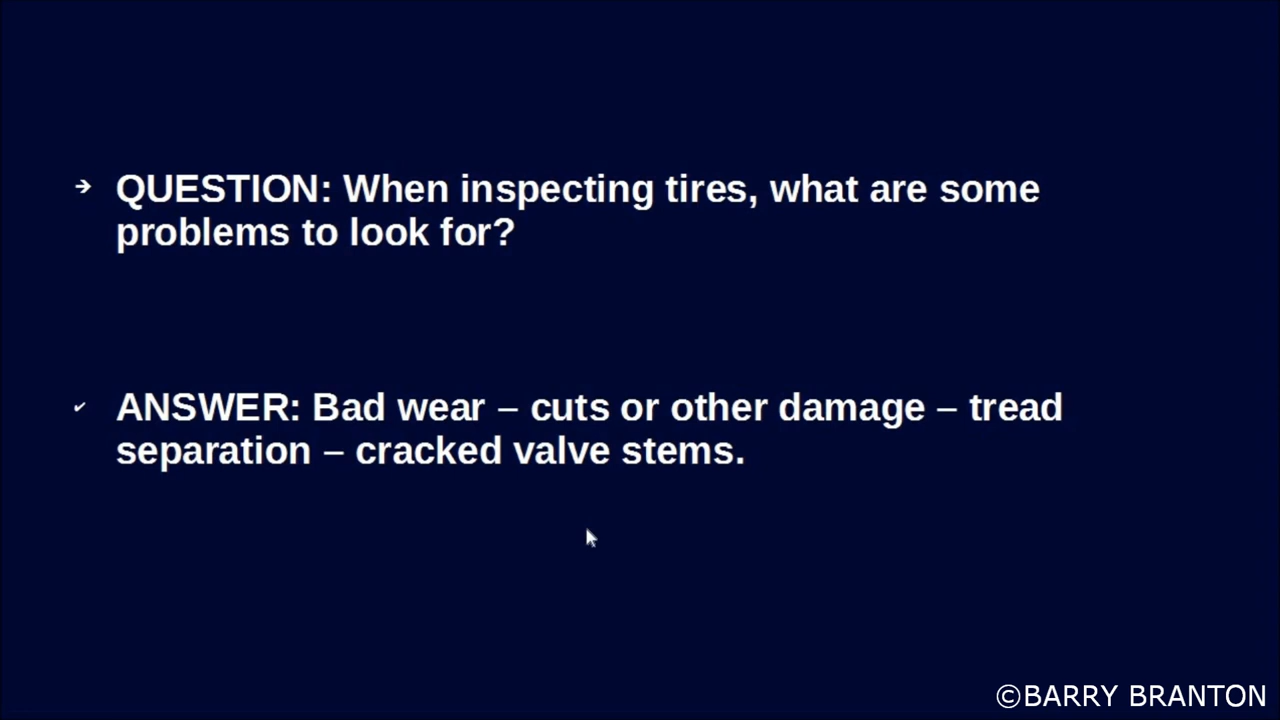 QUESTION: When inspecting tires, what are some
problems to look for?
ANSWER: Bad wear – cuts or other damage – tread
separation – cracked valve stems.
©BARRY BRANTON